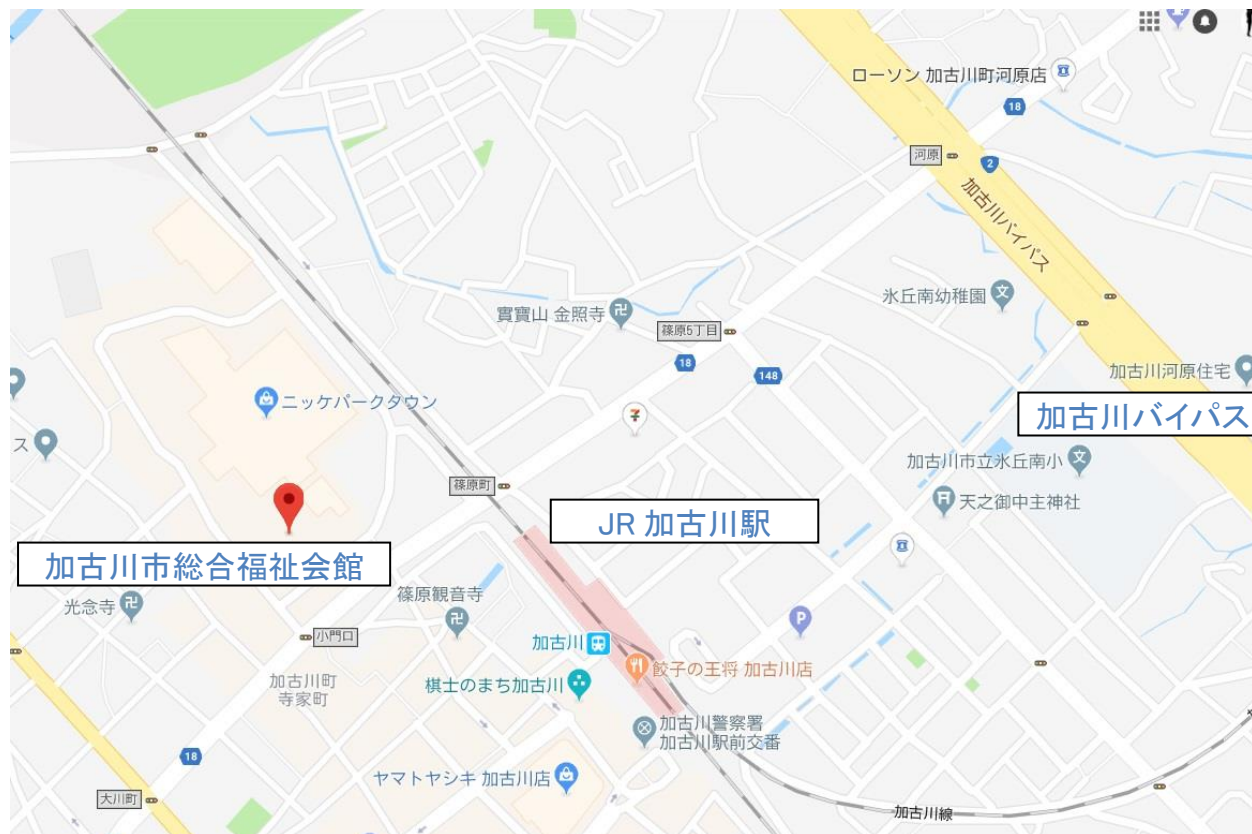 ローソン 加古川町河原店
18
河原
2
加古川バイパス
氷丘南幼稚園
寳寶山 金照寺
篠原5丁目
18
148
加古川河原住宅
ニッケパークタウン
加古川バイパス
ス
加古川市立氷丘南小
篠原町
天之御中主神社
JR 加古川駅
加古川市総合福祉会館
篠原観音寺
光念寺
小門口
P
加古川
餃子の王将 加古川店
加古川町
寺家町
棋士のまち加古川
加古川警察署
加古川駅前交番
18
ヤマトヤシキ 加古川店
大川町
加古川線